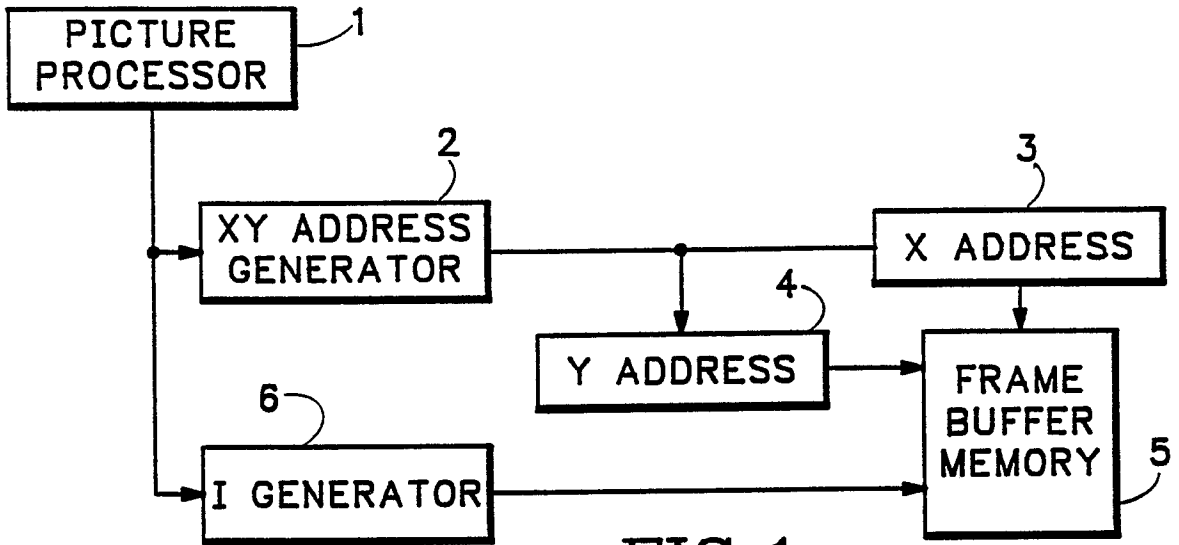 PICTURE
PROCESSOR
1
2
XY ADDRESS
GENERATOR
3
X ADDRESS
4
Y ADDRESS
FRAME
BUFFER
MEMORY
5
6
I GENERATOR